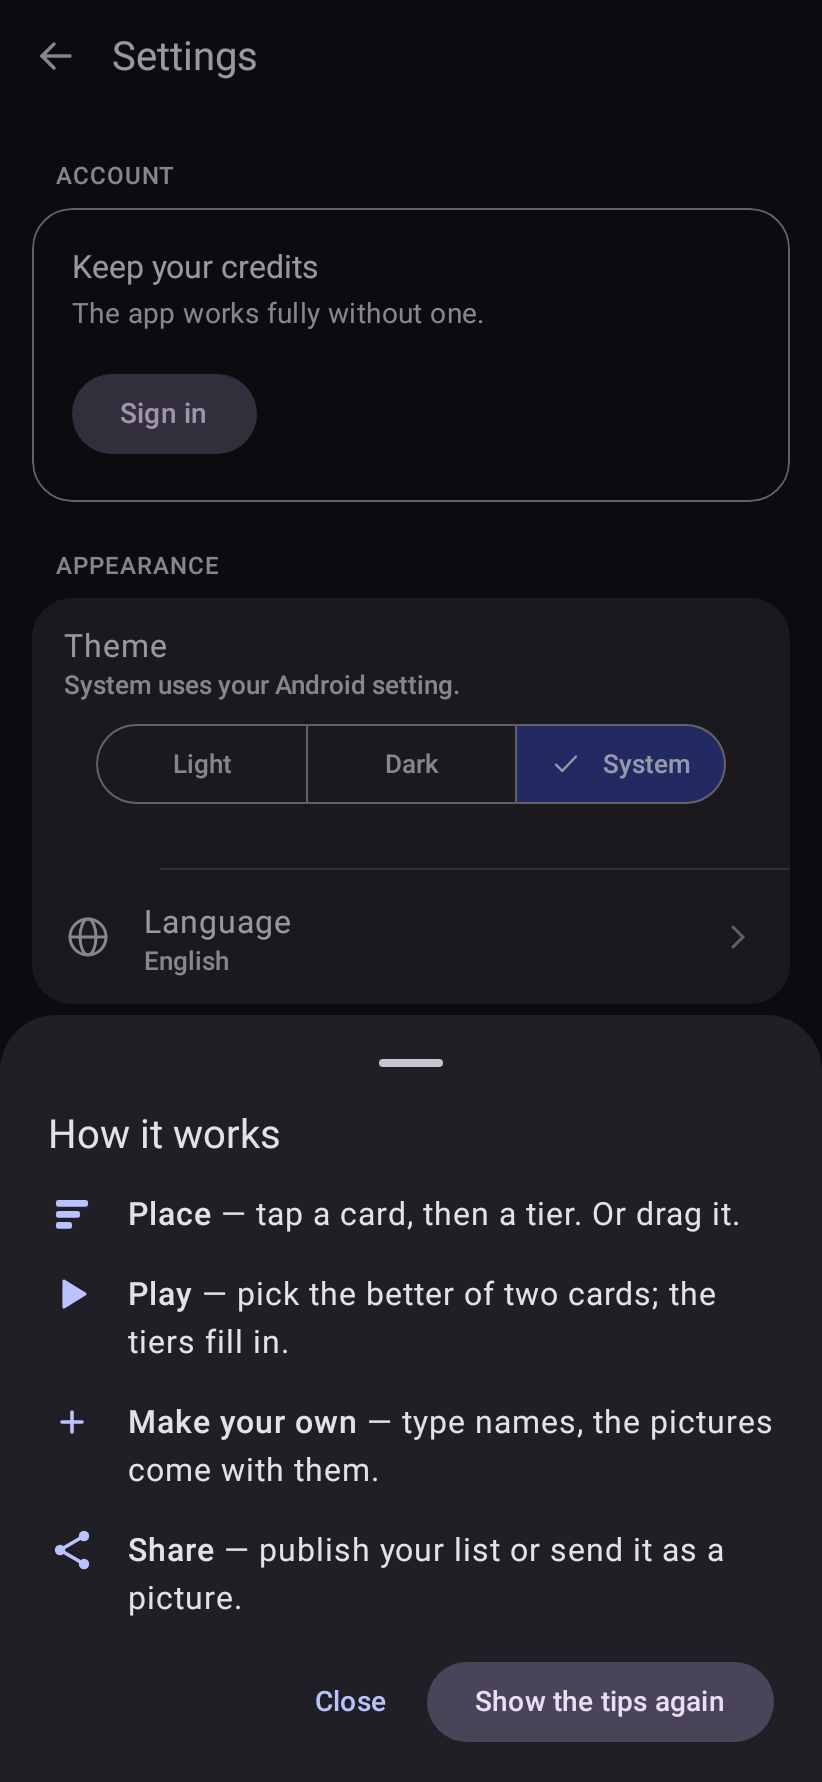 Settings
ACCOUNT
Keep your credits
The app works fully without one.
Sign in
APPEARANCE
Theme
System uses your Android setting.
Light
Dark
System
Language
English
How it works
Place — tap a card, then a tier. Or drag it.
Play — pick the better of two cards; the
tiers fill in.
Make your own — type names, the pictures
come with them.
Share — publish your list or send it as a
picture.
Close
Show the tips again